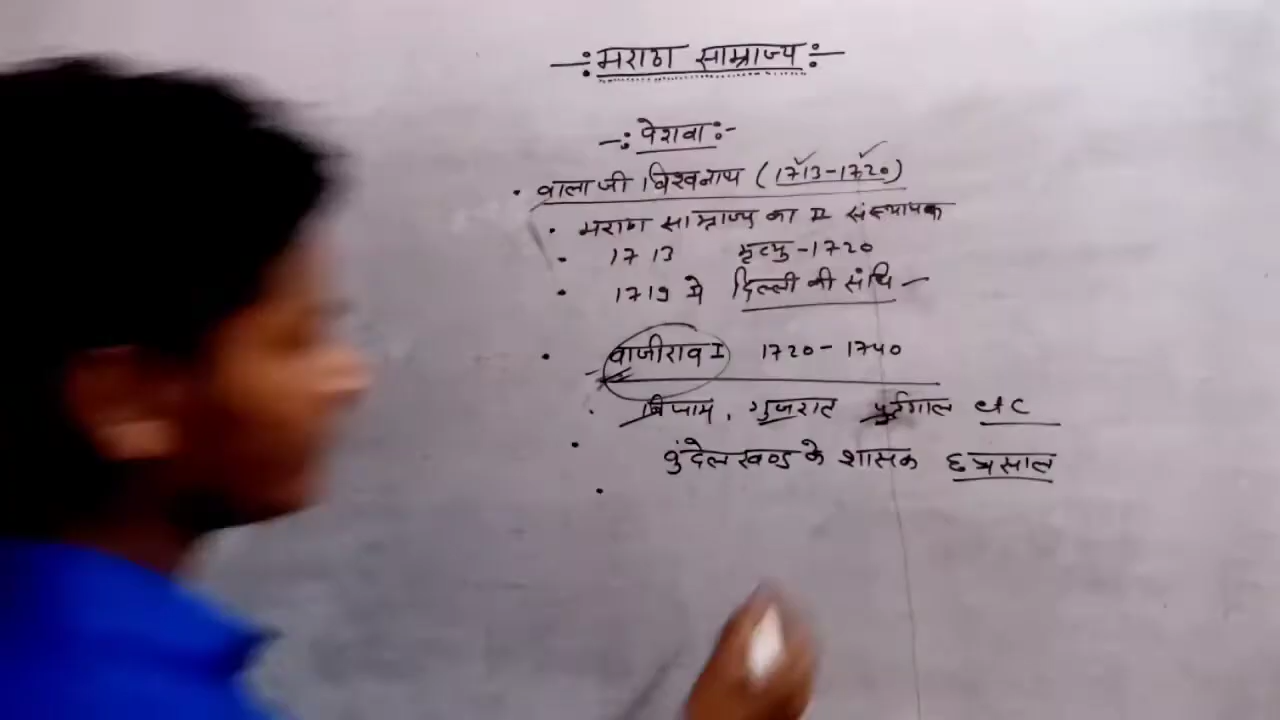 -: मराठा साम्राज्य :-
-: पेशवा :-
• बालाजी विश्वनाथ (1713-1720)
• मराठा साम्राज्य का II संस्थापक
• 1713 मृत्यु - 1720
• 1719 मे दिल्ली की संधि -
• बाजीराव I 1720 - 1740
• निजाम, गुजरात पुर्तगाल etc
• बुंदेलखण्ड के शासक छत्रसाल